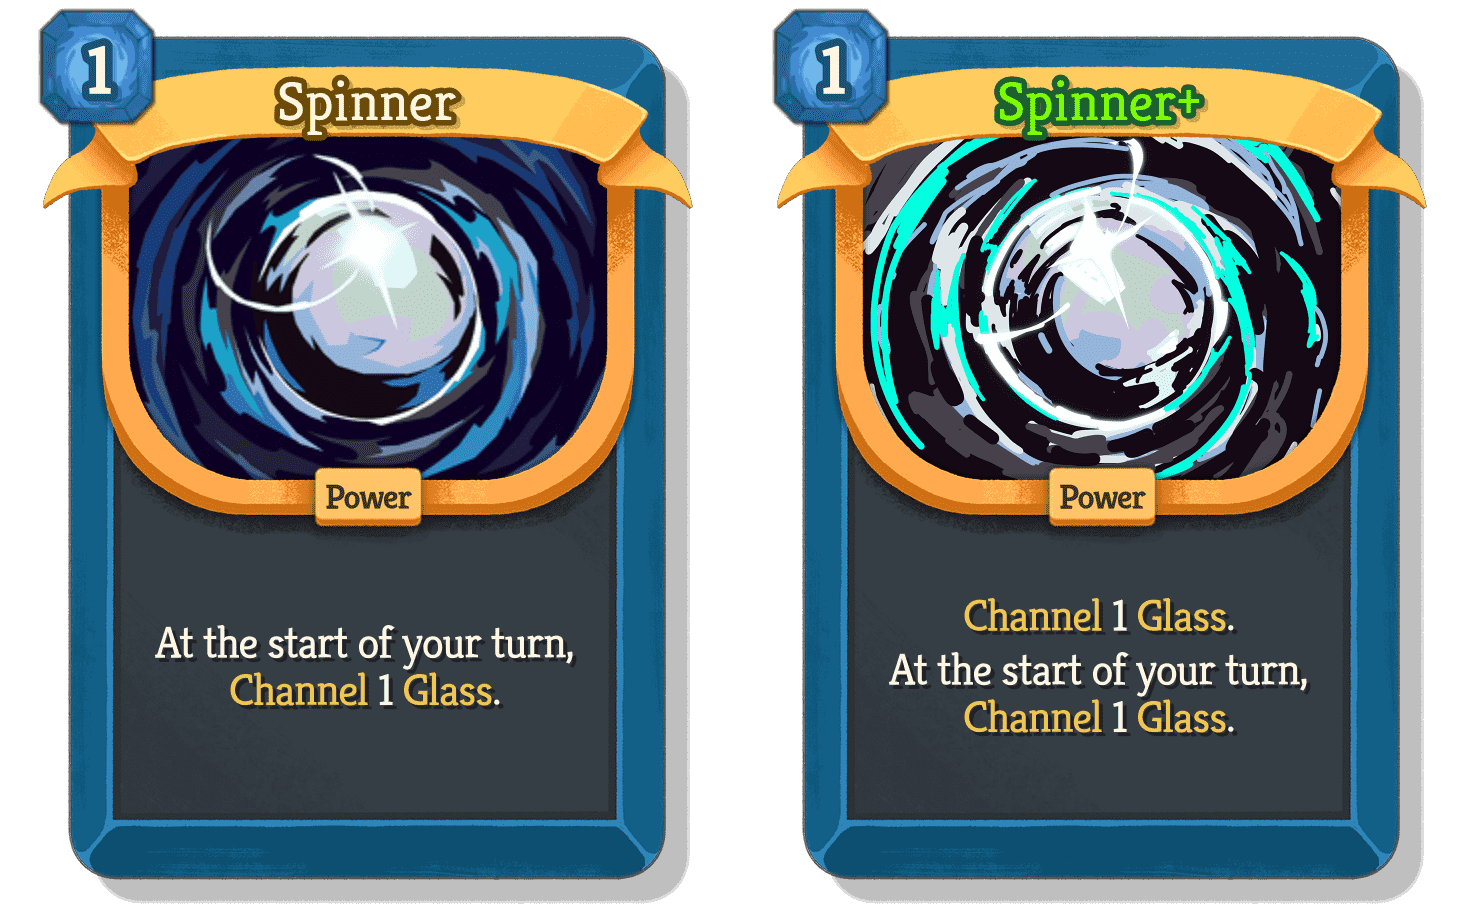 1
Spinner
Power
At the start of your turn,
Channel 1 Glass.
1
Spinner+
Power
Channel 1 Glass.
At the start of your turn,
Channel 1 Glass.